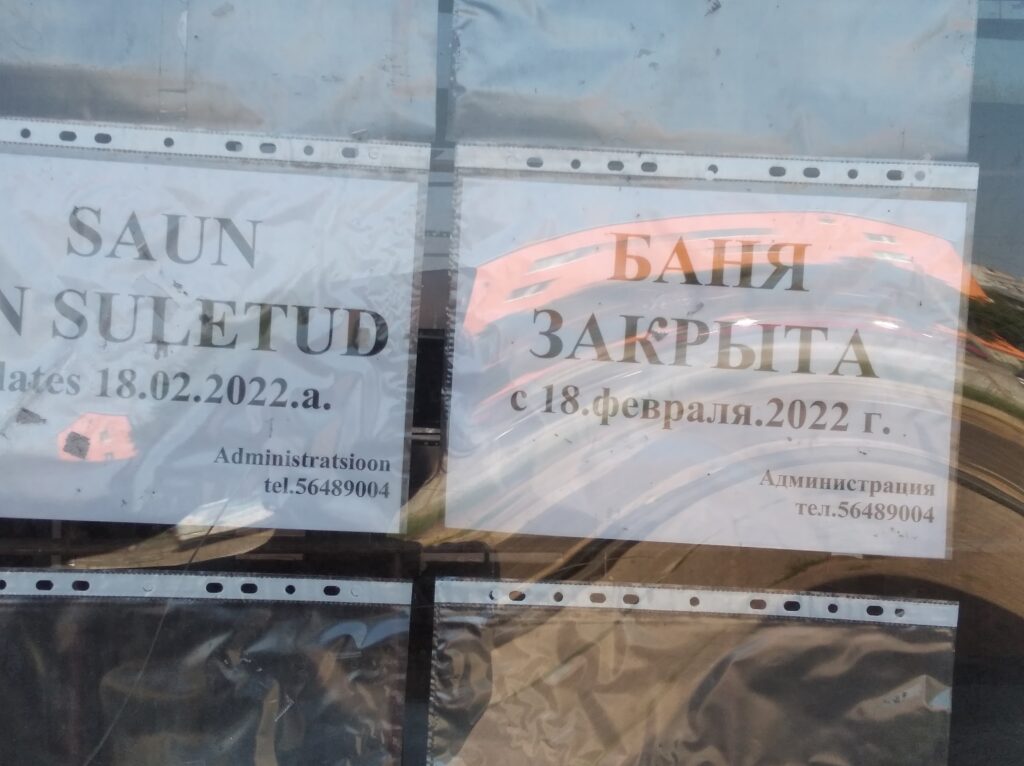 SAUN
N SULETUD
lates 18.02.2022.a.
Administratsioon
tel.56489004
БАНЯ
ЗАКРЫТА
с 18.февраля.2022 г.
Администрация
тел.56489004